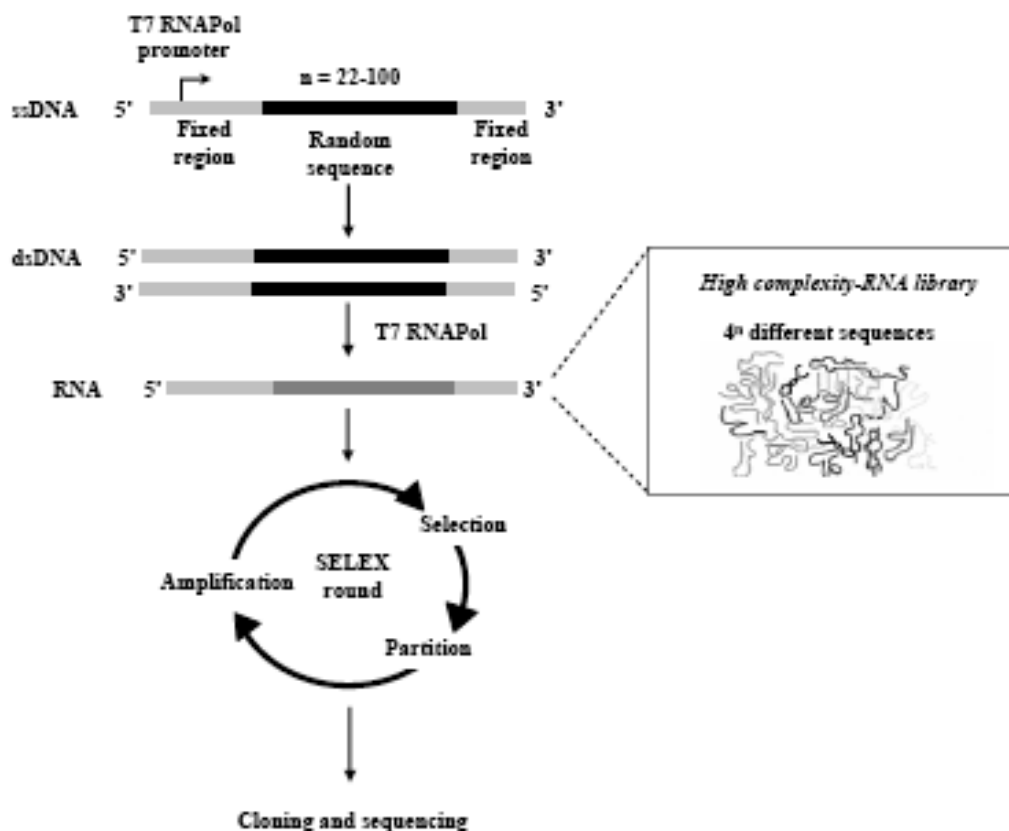 T7 RNAPol
promoter
n = 22-100
ssDNA 5' 3'
Fixed
region
Random
sequence
Fixed
region
dsDNA 5' 3'
3' 5'
T7 RNAPol
RNA 5' 3'
High complexity-RNA library
4ⁿ different sequences
Selection
Amplification
SELEX
round
Partition
Cloning and sequencing